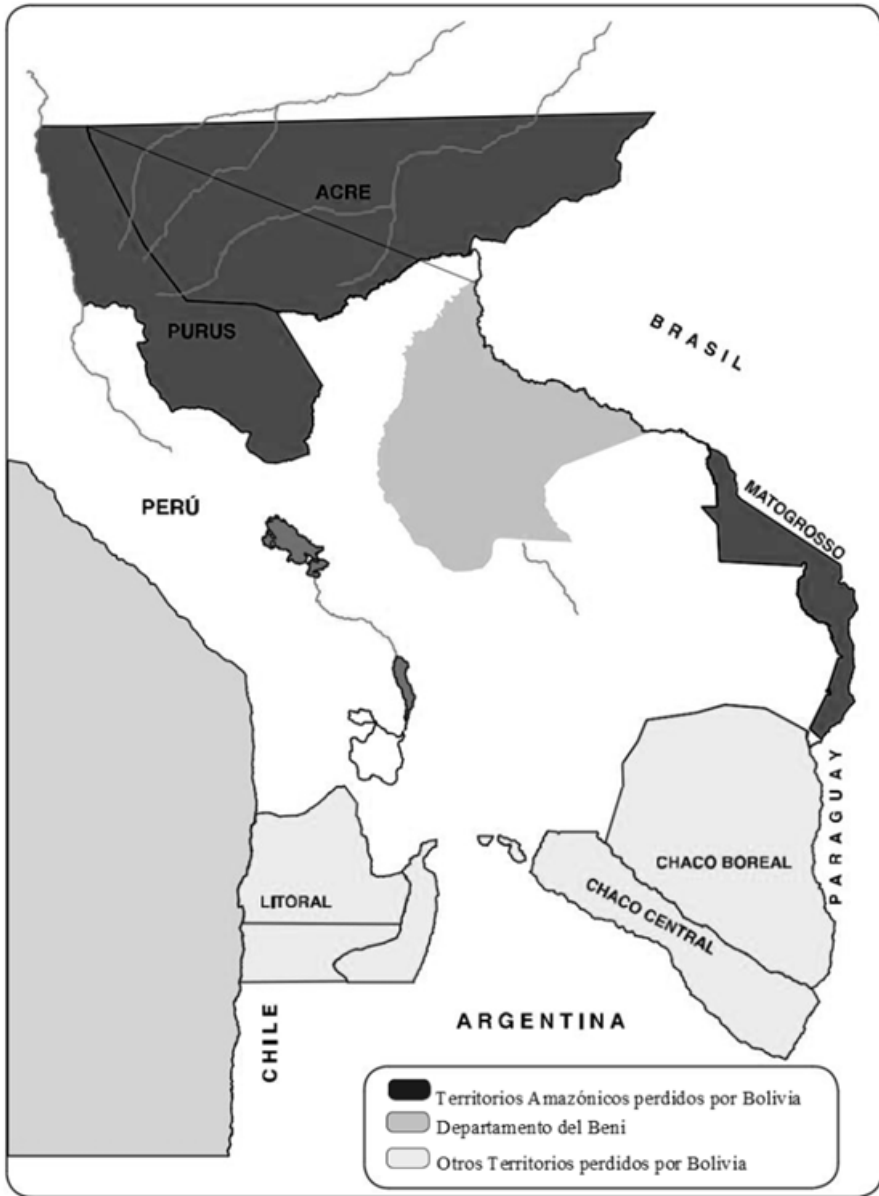 ACRE
PURUS
BRASIL
PERÚ
MATOGROSSO
PARAGUAY
CHACO BOREAL
LITORAL
CHACO CENTRAL
CHILE
ARGENTINA
Territorios Amazónicos perdidos por Bolivia
Departamento del Beni
Otros Territorios perdidos por Bolivia